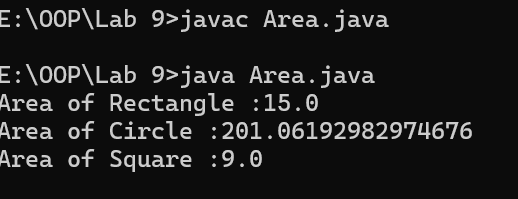 E:\OOP\Lab 9>javac Area.java
E:\OOP\Lab 9>java Area.java
Area of Rectangle :15.0
Area of Circle :201.06192982974676
Area of Square :9.0